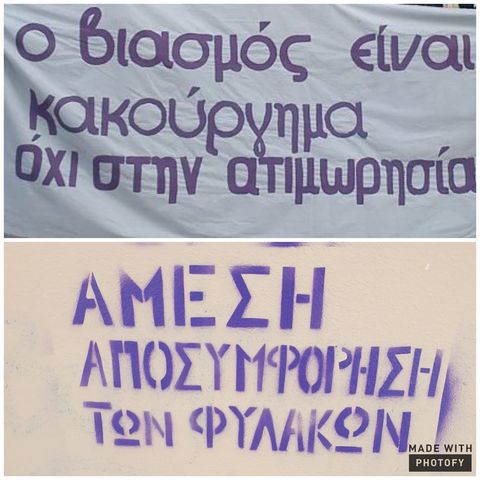 ο βιασμός είναι
κακούργημα
όχι στην ατιμωρησία
ΑΜΕΣΗ
ΑΠΟΣΥΜΦΟΡΗΣΗ
ΤΩΝ ΦΥΛΑΚΩΝ
MADE WITH
PHOTOFY